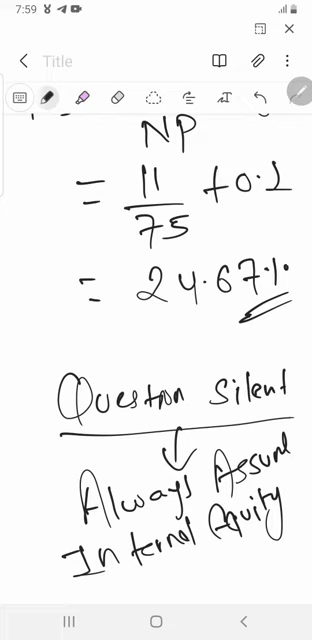 7:59
Title
NP
= 11/75 + 0.1
= 24.67%
Question Silent
Always Assume
Internal Equity